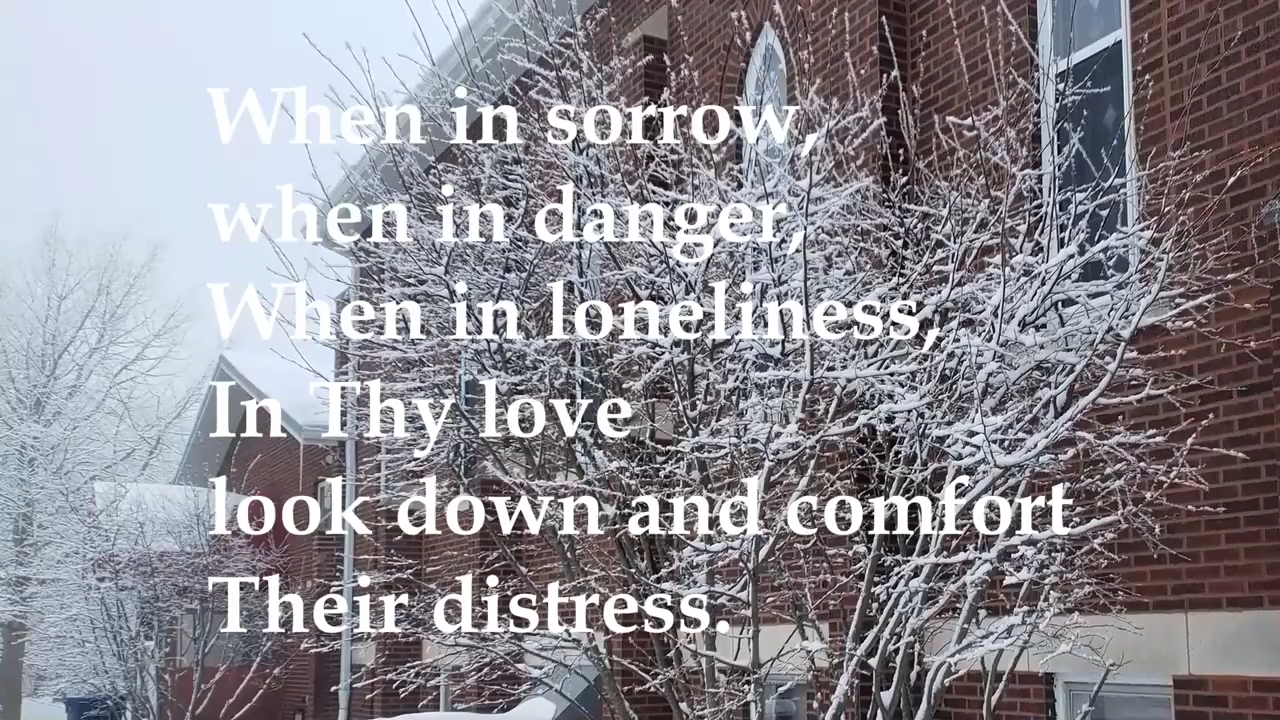 When in sorrow,
when in danger,
When in loneliness,
In Thy love
look down and comfort
Their distress.